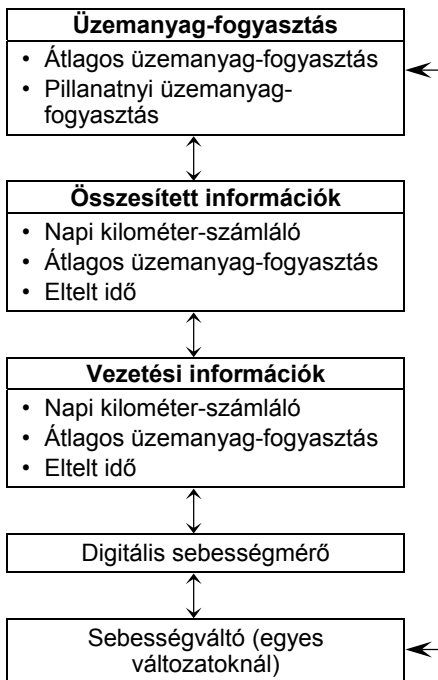 Üzemanyag-fogyasztás
• Átlagos üzemanyag-fogyasztás
• Pillanatnyi üzemanyag-
fogyasztás
Összesített információk
• Napi kilométer-számláló
• Átlagos üzemanyag-fogyasztás
• Eltelt idő
Vezetési információk
• Napi kilométer-számláló
• Átlagos üzemanyag-fogyasztás
• Eltelt idő
Digitális sebességmérő
Sebességváltó (egyes
változatoknál)